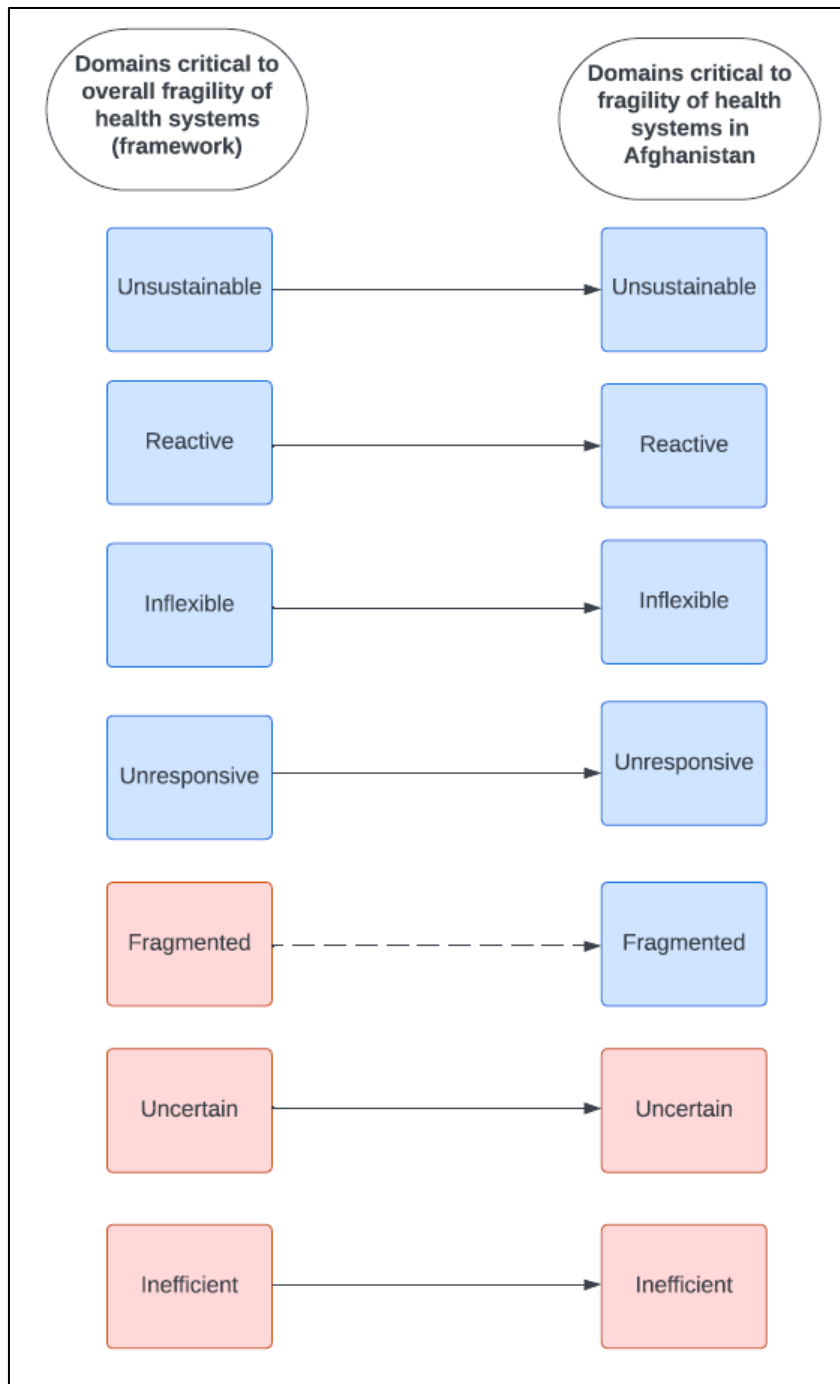 Domains critical to
overall fragility of
health systems
(framework)
Domains critical to
fragility of health
systems in
Afghanistan
Unsustainable
Unsustainable
Reactive
Reactive
Inflexible
Inflexible
Unresponsive
Unresponsive
Fragmented
Fragmented
Uncertain
Uncertain
Inefficient
Inefficient